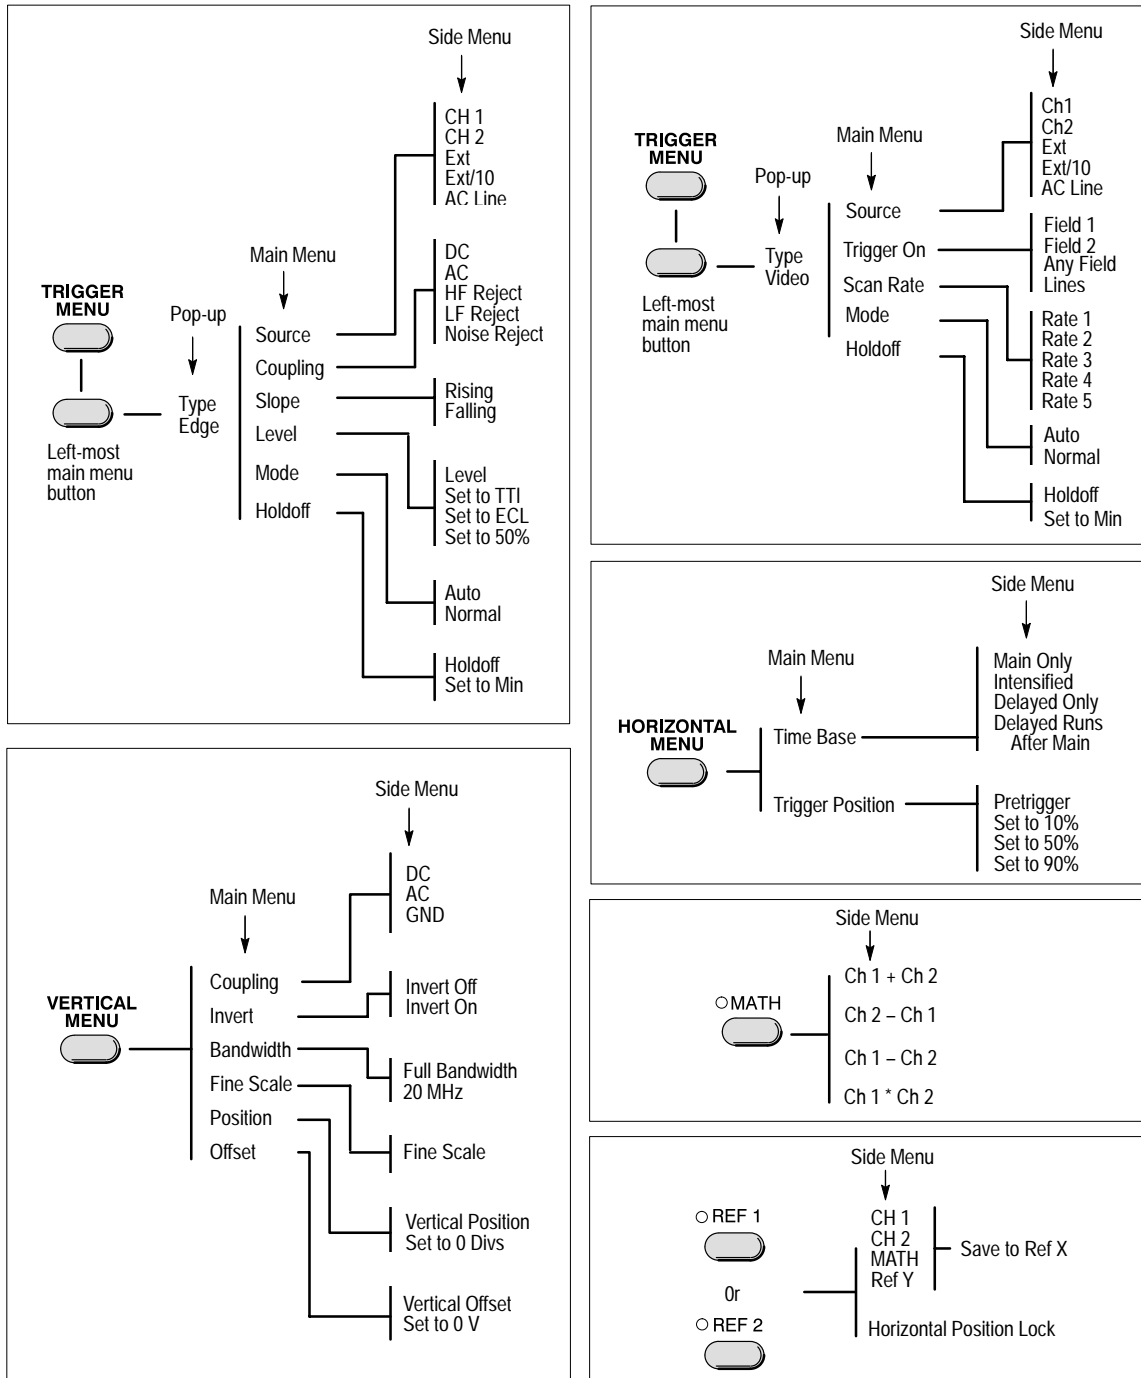 Side Menu
CH 1
CH 2
Ext
Ext/10
AC Line
Main Menu
DC
AC
HF Reject
LF Reject
Noise Reject
TRIGGER
MENU
Pop-up
Source
Coupling
Slope
Level
Mode
Holdoff
Type
Edge
Left-most
main menu
button
Rising
Falling
Level
Set to TTl
Set to ECL
Set to 50%
Auto
Normal
Holdoff
Set to Min
Side Menu
Ch1
Ch2
Ext
Ext/10
AC Line
TRIGGER
MENU
Main Menu
Pop-up
Source
Trigger On
Scan Rate
Mode
Holdoff
Type
Video
Left-most
main menu
button
Field 1
Field 2
Any Field
Lines
Rate 1
Rate 2
Rate 3
Rate 4
Rate 5
Auto
Normal
Holdoff
Set to Min
Side Menu
Main Menu
HORIZONTAL
MENU
Time Base
Trigger Position
Main Only
Intensified
Delayed Only
Delayed Runs
After Main
Pretrigger
Set to 10%
Set to 50%
Set to 90%
Side Menu
Main Menu
VERTICAL
MENU
Coupling
Invert
Bandwidth
Fine Scale
Position
Offset
DC
AC
GND
Invert Off
Invert On
Full Bandwidth
20 MHz
Fine Scale
Vertical Position
Set to 0 Divs
Vertical Offset
Set to 0 V
Side Menu
MATH
Ch 1 + Ch 2
Ch 2 – Ch 1
Ch 1 – Ch 2
Ch 1 * Ch 2
Side Menu
REF 1
0r
REF 2
CH 1
CH 2
MATH
Ref Y
Save to Ref X
Horizontal Position Lock